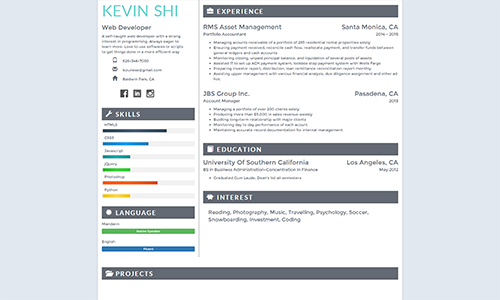 KEVIN SHI
Web Developer
A self-taught web developer with a strong
interest in programming. Always eager to
learn more. Love to use softwares or scripts
to get things done in a more efficient way.
Baldwin Park, CA
SKILLS
HTML5
CSS3
Javascript
jQuery
Photoshop
Python
LANGUAGE
Mandarin
Native Speaker
English
Fluent
EXPERIENCE
RMS Asset Management Santa Monica, CA
Portfolio Accountant 2014 - 2015
Managing accounts receivable of a portfolio of 265 residential rental properties solely
Ensuring payment received, reconcile cash flow, reallocate payment, and transfer funds between
general ledgers and cash accounts
Monitoring closing, unpaid principal balance, and liquidation of several pools of assets
Assisted IT to set up ACH payment system, hotdesk stop payment system with Wells Fargo
Preparing investor report, distribution, loan remittance reconciliation report monthly
Assisting upper management with various financial analysis, due diligence assignment and other ad
hoc.
JBS Group Inc. Pasadena, CA
Account Manager 2013
Managing a portfolio of over 200 clients solely
Producing more than $3,000 in sales revenue weekly
Building long-term relationship with major clients
Monitoring day to day performance of each account
Maintaining accurate record documentation for internal management
EDUCATION
University Of Southern California Los Angeles, CA
BS in Business Administration-Concentration in Finance May 2012
Graduated Cum Laude, Dean's list all semesters
INTEREST
Reading, Photography, Music, Travelling, Psychology, Soccer,
Snowboarding, Investment, Coding
PROJECTS